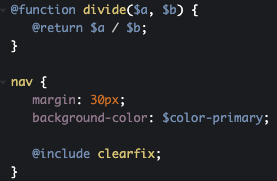 @function divide($a, $b) {
    @return $a / $b;
}

nav {
    margin: 30px;
    background-color: $color-primary;

    @include clearfix;
}